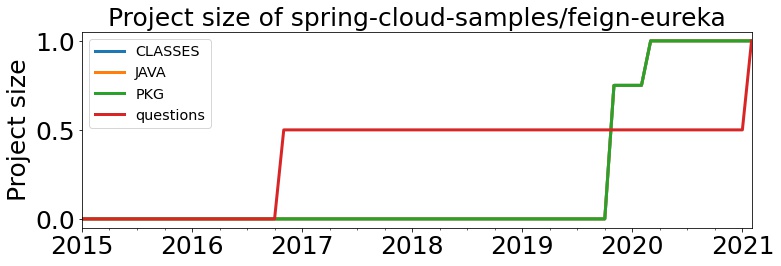 Project size of spring-cloud-samples/feign-eureka
Project size
1.0
0.5
0.0
CLASSES
JAVA
PKG
questions
2015 2016 2017 2018 2019 2020 2021